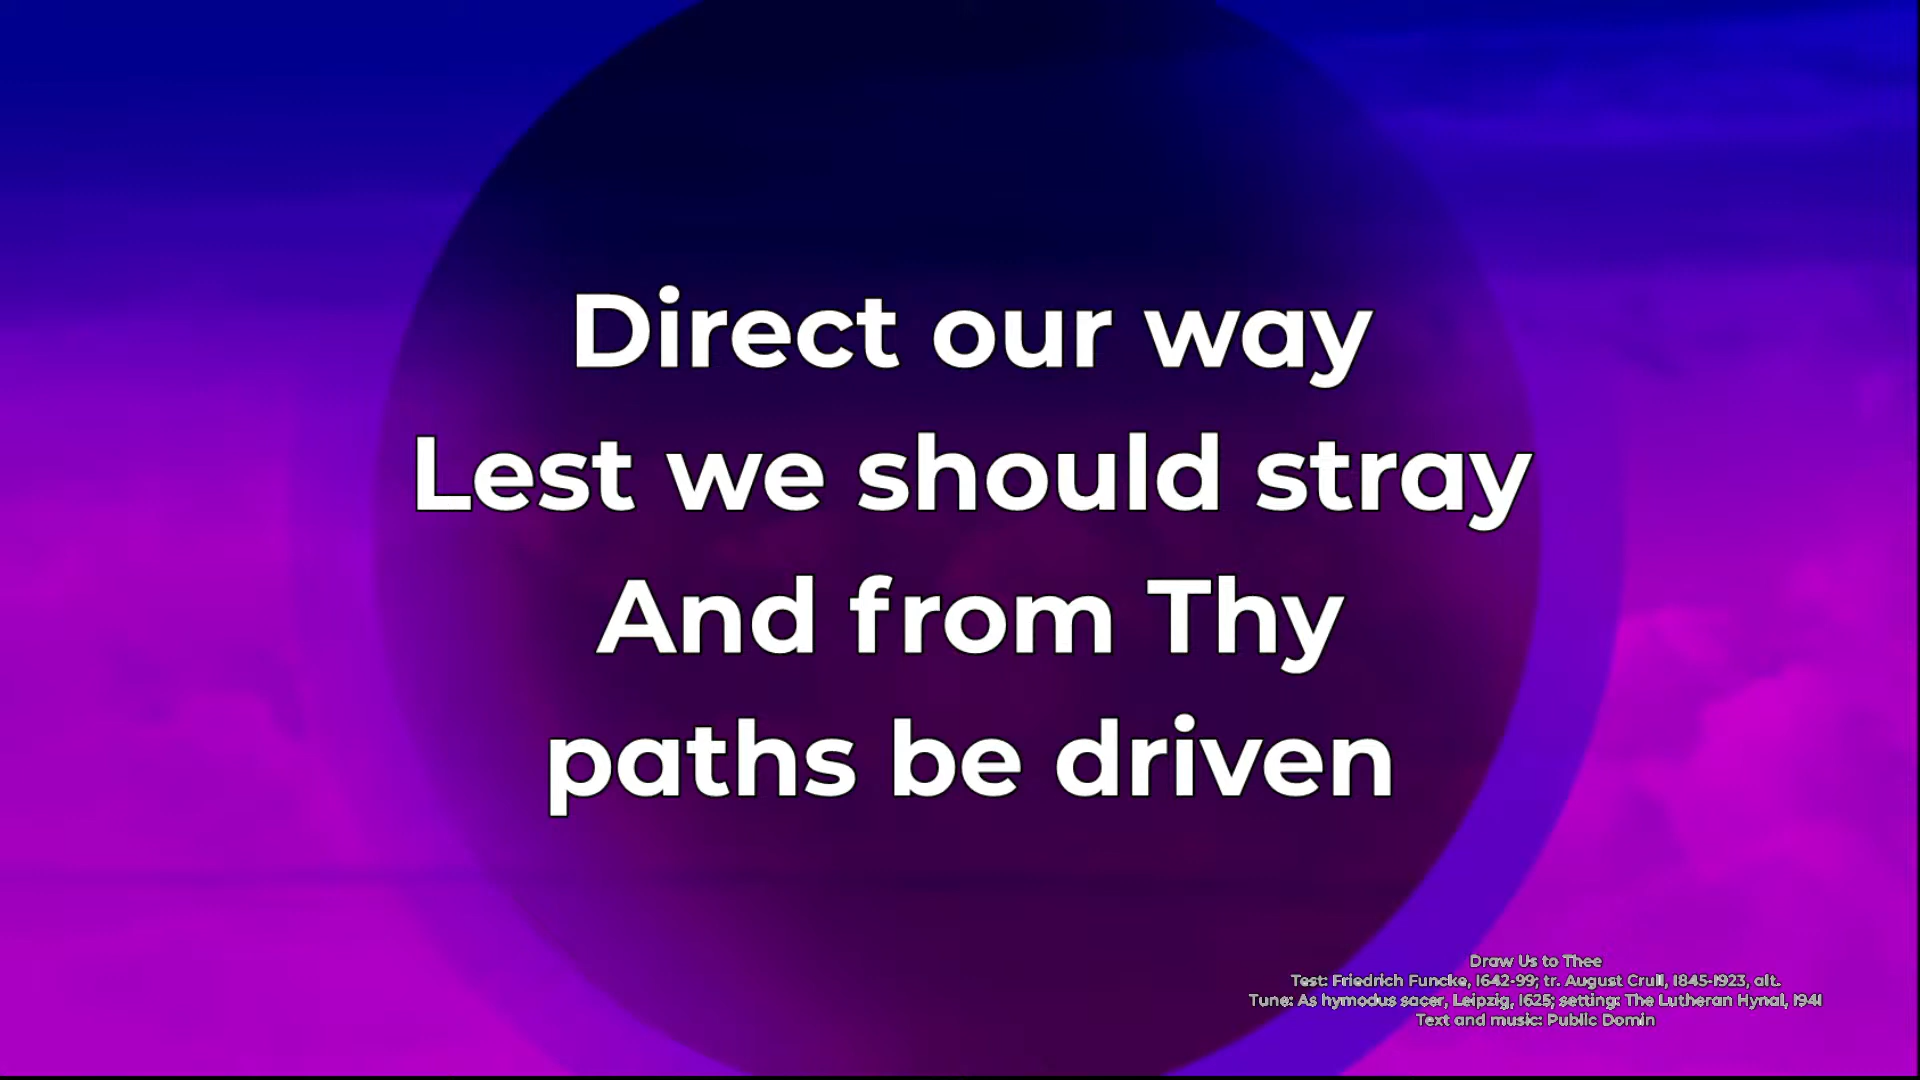 Direct our way
Lest we should stray
And from Thy
paths be driven
Draw Us to Thee
Test: Friedrich Funcke, 1642-99; tr. August Crull, 1845-1923, alt.
Tune: As hymodus sacer, Leipzig, 1625; setting: The Lutheran Hynal, 1941
Text and music: Public Domin